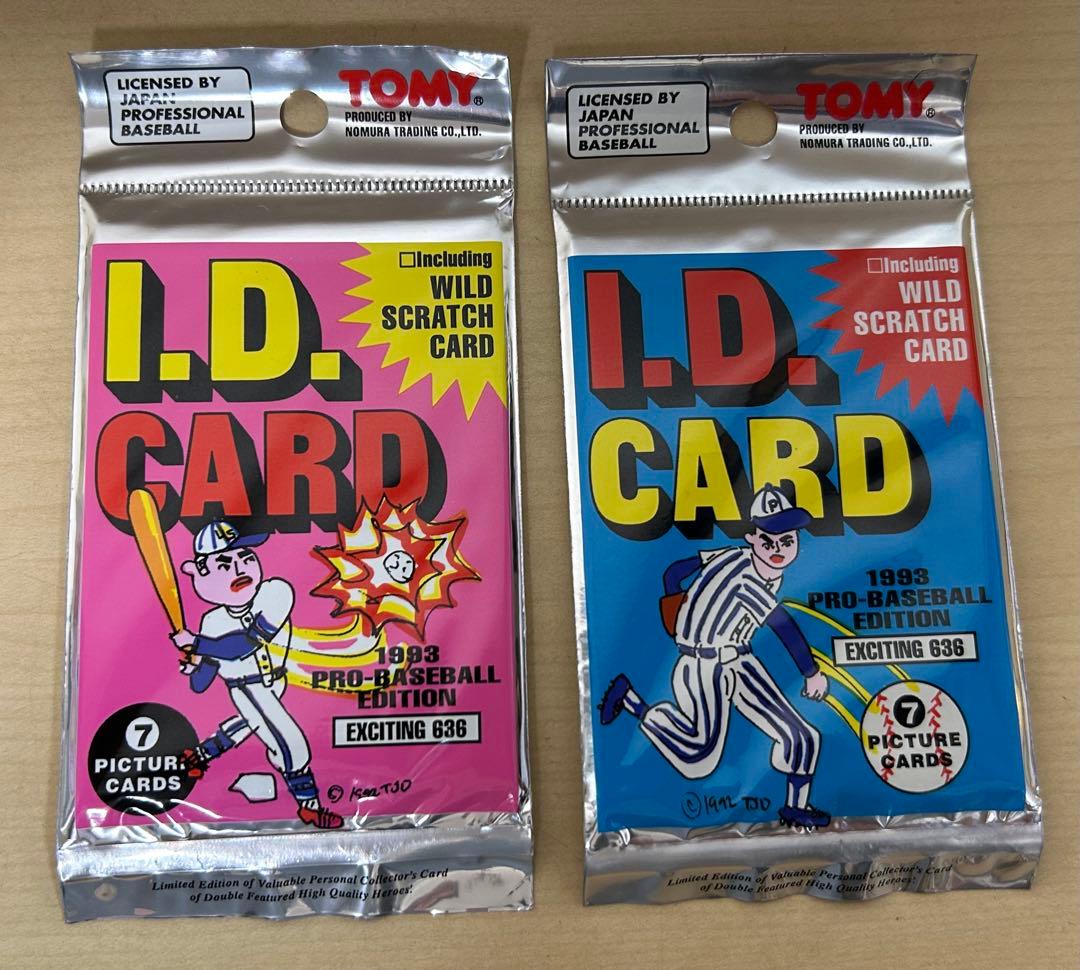 LICENSED BY
JAPAN
PROFESSIONAL
BASEBALL
TOMY®
PRODUCED BY
NOMURA TRADING CO.,LTD.
I.D.
CARD
□Including
WILD
SCRATCH
CARD
1993
PRO-BASEBALL
EDITION
EXCITING 636
7
PICTURE
CARDS
© 1992 TJO
Limited Edition of Valuable Personal Collector's Card
of Double Featured High Quality Heroes!
LICENSED BY
JAPAN
PROFESSIONAL
BASEBALL
TOMY®
PRODUCED BY
NOMURA TRADING CO.,LTD.
I.D.
CARD
□Including
WILD
SCRATCH
CARD
P
1993
PRO-BASEBALL
EDITION
EXCITING 636
7
PICTURE
CARDS
© 1992 TJO
Limited Edition of Valuable Personal Collector's Card
of Double Featured High Quality Heroes!